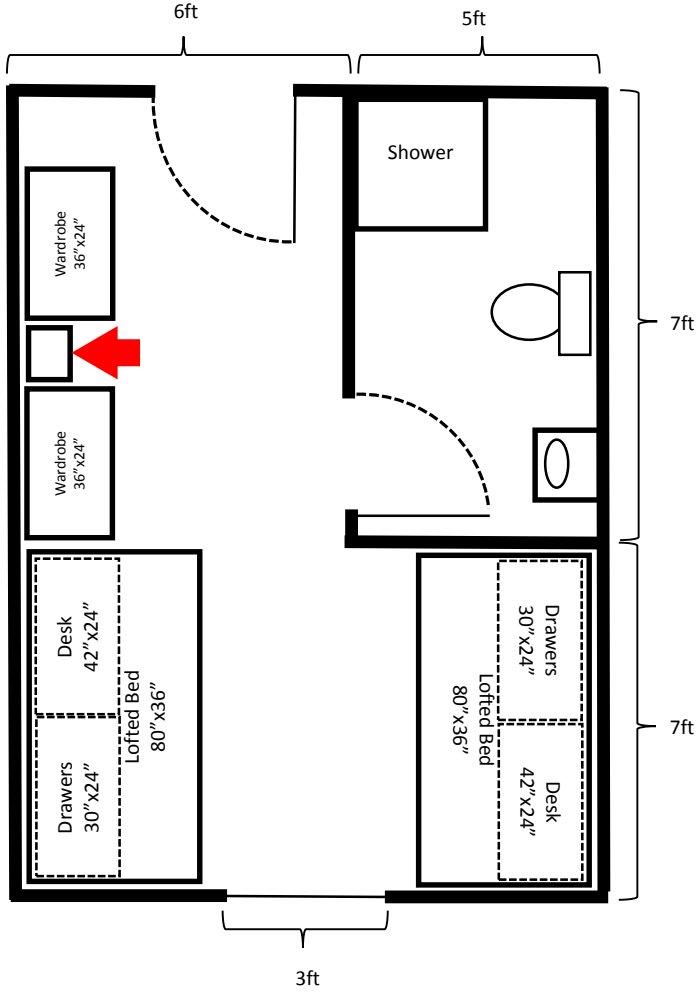 6ft
5ft
Shower
Wardrobe
36”x24”
7ft
Wardrobe
36”x24”
Desk
42”x24”
Lofted Bed
80”x36”
Drawers
30”x24”
Drawers
30”x24”
Lofted Bed
80”x36”
Desk
42”x24”
7ft
3ft